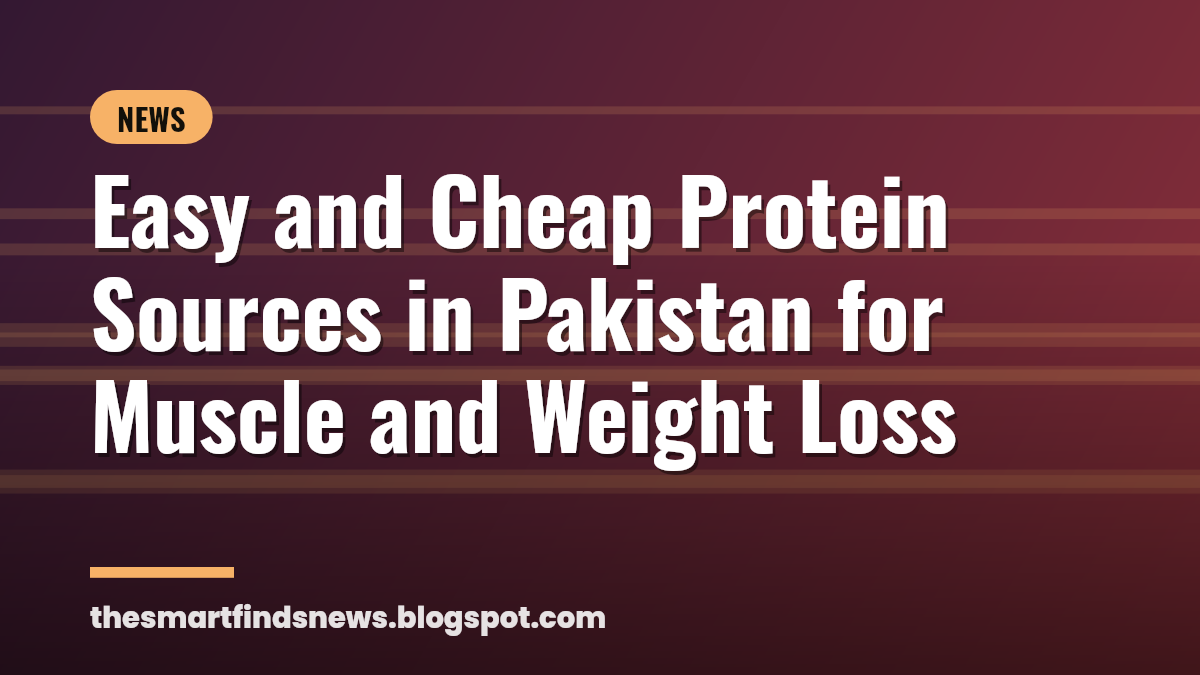 NEWS
Easy and Cheap Protein
Sources in Pakistan for
Muscle and Weight Loss
thesmartfindsnews.blogspot.com